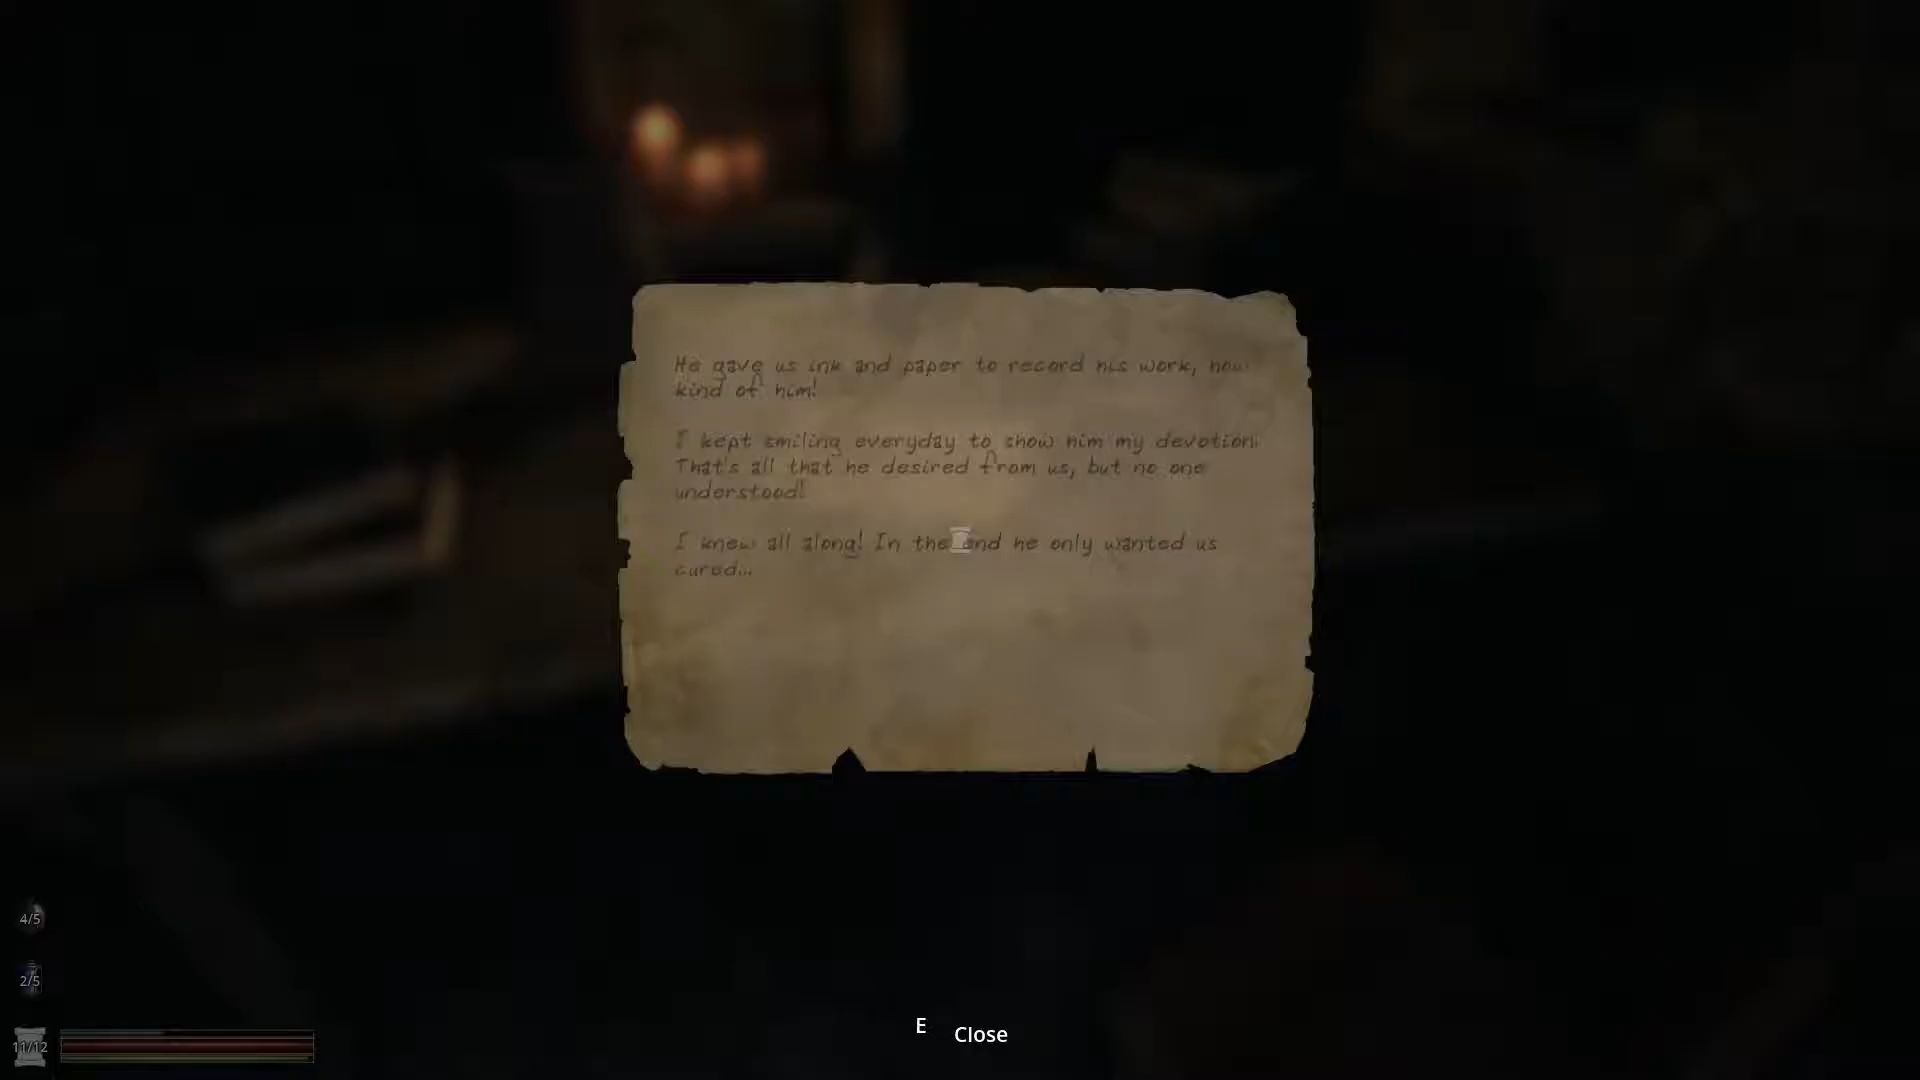 He gave us ink and paper to record his work, how
kind of him!
I kept smiling everyday to show him my devotion.
That's all that he desired from us, but no one
understood!
I knew all along! In the end he only wanted us
cured...
4/5
2/5
11/12
E Close